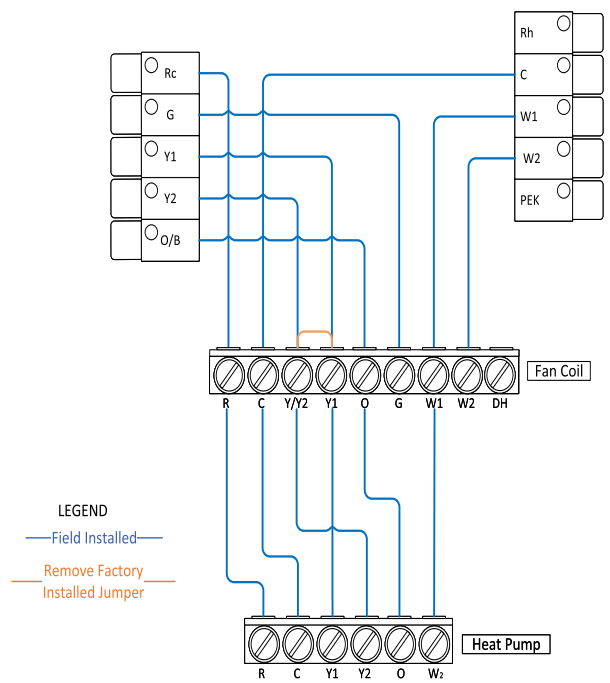 Rc
G
Y1
Y2
O/B
Rh
C
W1
W2
PEK
R C Y/Y2 Y1 O G W1 W2 DH
Fan Coil
LEGEND
Field Installed
Remove Factory
Installed Jumper
R C Y1 Y2 O W2
Heat Pump